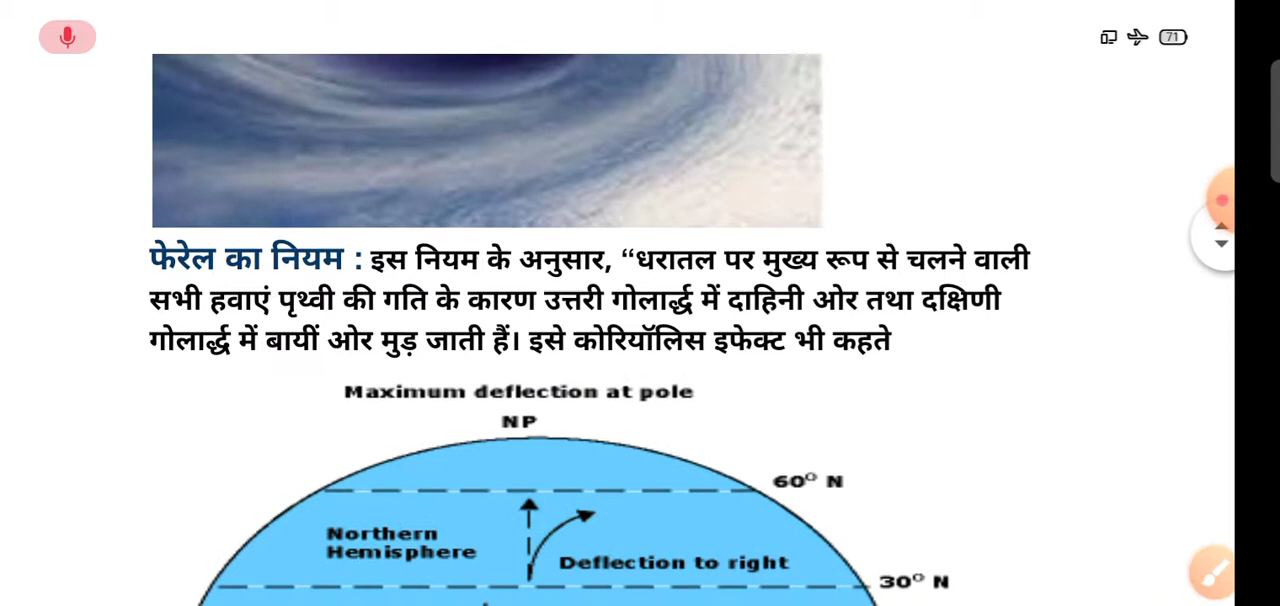 71
फेरेल का नियम : इस नियम के अनुसार, “धरातल पर मुख्य रूप से चलने वाली
सभी हवाएं पृथ्वी की गति के कारण उत्तरी गोलार्द्ध में दाहिनी ओर तथा दक्षिणी
गोलार्द्ध में बायीं ओर मुड़ जाती हैं। इसे कोरियॉलिस इफेक्ट भी कहते
Maximum deflection at pole
NP
60° N
Northern
Hemisphere
Deflection to right
30° N